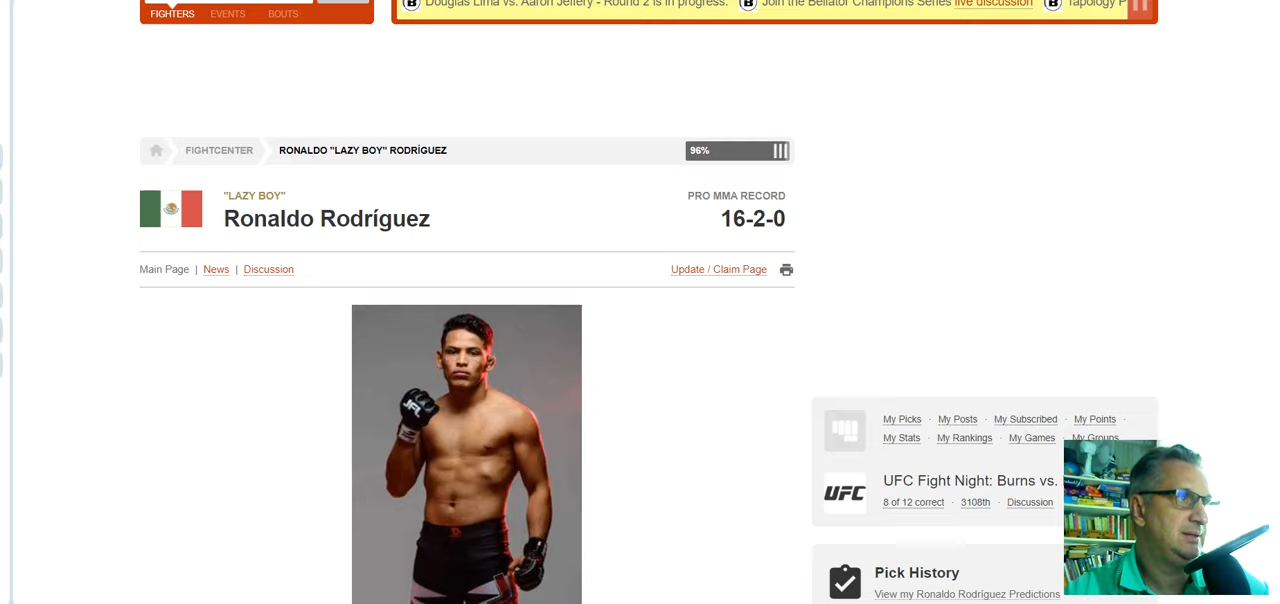 FIGHTERS EVENTS BOUTS
B Douglas Lima vs. Aaron Jeffery - Round 2 is in progress. B Join the Bellator Champions Series live discussion B Tapology P
FIGHTCENTER RONALDO "LAZY BOY" RODRÍGUEZ 96%
"LAZY BOY" PRO MMA RECORD
Ronaldo Rodríguez 16-2-0
Main Page | News | Discussion Update / Claim Page
My Picks · My Posts · My Subscribed · My Points ·
My Stats · My Rankings · My Games · My Groups
UFC UFC Fight Night: Burns vs.
8 of 12 correct · 3108th · Discussion
Pick History
View my Ronaldo Rodríguez Predictions